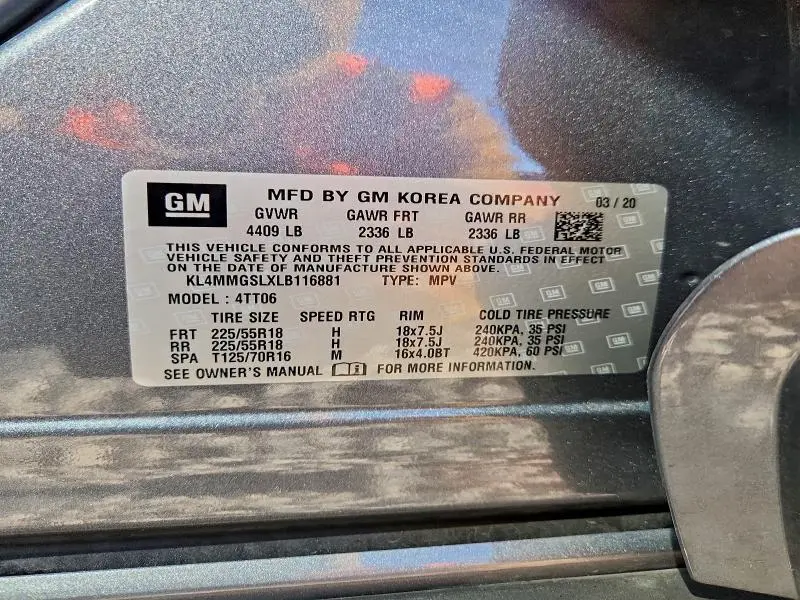 GM
MFD BY GM KOREA COMPANY 03 / 20
GVWR GAWR FRT GAWR RR
4409 LB 2336 LB 2336 LB
THIS VEHICLE CONFORMS TO ALL APPLICABLE U.S. FEDERAL MOTOR
VEHICLE SAFETY AND THEFT PREVENTION STANDARDS IN EFFECT
ON THE DATE OF MANUFACTURE SHOWN ABOVE.
KL4MMGSLXLB116881 TYPE: MPV
MODEL : 4TT06
TIRE SIZE SPEED RTG RIM COLD TIRE PRESSURE
FRT 225/55R18 H 18x7.5J 240KPA, 35 PSI
RR 225/55R18 H 18x7.5J 240KPA, 35 PSI
SPA T125/70R16 M 16x4.0BT 420KPA, 60 PSI
SEE OWNER'S MANUAL FOR MORE INFORMATION.